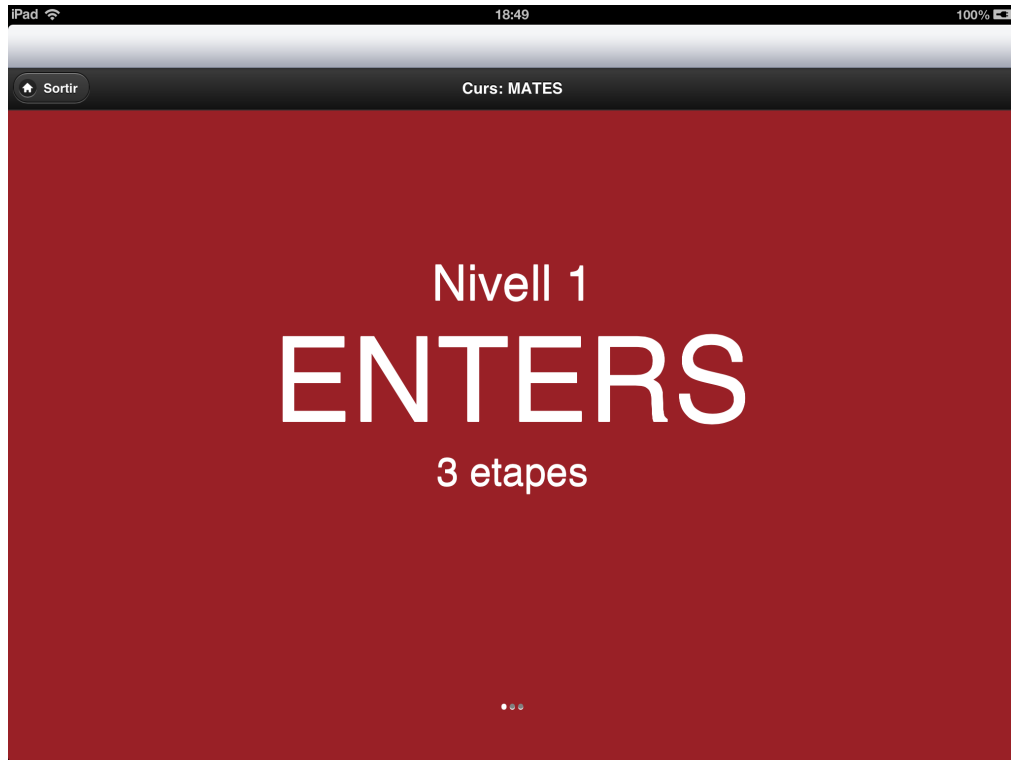 iPad 18:49 100%
Sortir Curs: MATES
Nivell 1
ENTERS
3 etapes